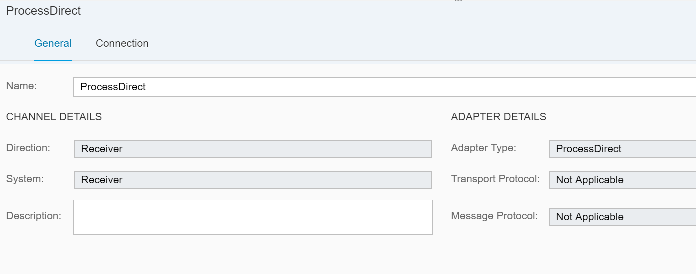 ProcessDirect
General Connection
Name: ProcessDirect
CHANNEL DETAILS ADAPTER DETAILS
Direction: Receiver Adapter Type: ProcessDirect
System: Receiver Transport Protocol: Not Applicable
Description: Message Protocol: Not Applicable